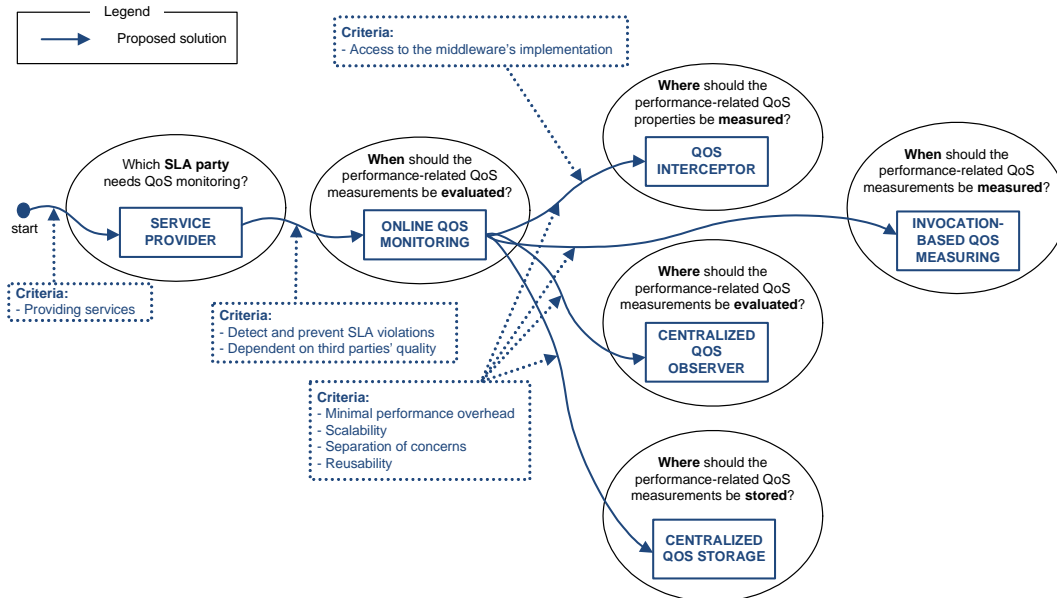 Legend
Proposed solution
Criteria:
- Access to the middleware's implementation
Where should the
performance-related QoS
properties be measured?
QOS
INTERCEPTOR
Which SLA party
needs QoS monitoring?
SERVICE
PROVIDER
start
When should the
performance-related QoS
measurements be evaluated?
ONLINE QOS
MONITORING
When should the
performance-related QoS
measurements be measured?
INVOCATION-
BASED QOS
MEASURING
Criteria:
- Providing services
Criteria:
- Detect and prevent SLA violations
- Dependent on third parties' quality
Where should the
performance-related QoS
measurements be evaluated?
CENTRALIZED
QOS
OBSERVER
Criteria:
- Minimal performance overhead
- Scalability
- Separation of concerns
- Reusability
Where should the
performance-related QoS
measurements be stored?
CENTRALIZED
QOS STORAGE